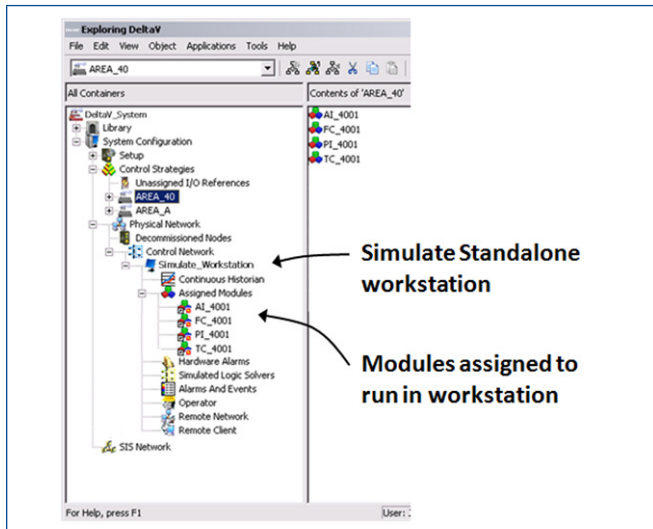 Exploring DeltaV
File Edit View Object Applications Tools Help
AREA_40
All Containers
Contents of 'AREA_40'
DeltaV_System
Library
System Configuration
Setup
Control Strategies
Unassigned I/O References
AREA_40
AREA_A
Physical Network
Decommissioned Nodes
Control Network
Simulate_Workstation
Continuous Historian
Assigned Modules
AI_4001
FC_4001
PI_4001
TC_4001
Hardware Alarms
Simulated Logic Solvers
Alarms And Events
Operator
Remote Network
Remote Client
SIS Network
AI_4001
FC_4001
PI_4001
TC_4001
Simulate Standalone
workstation
Modules assigned to
run in workstation
For Help, press F1
User: